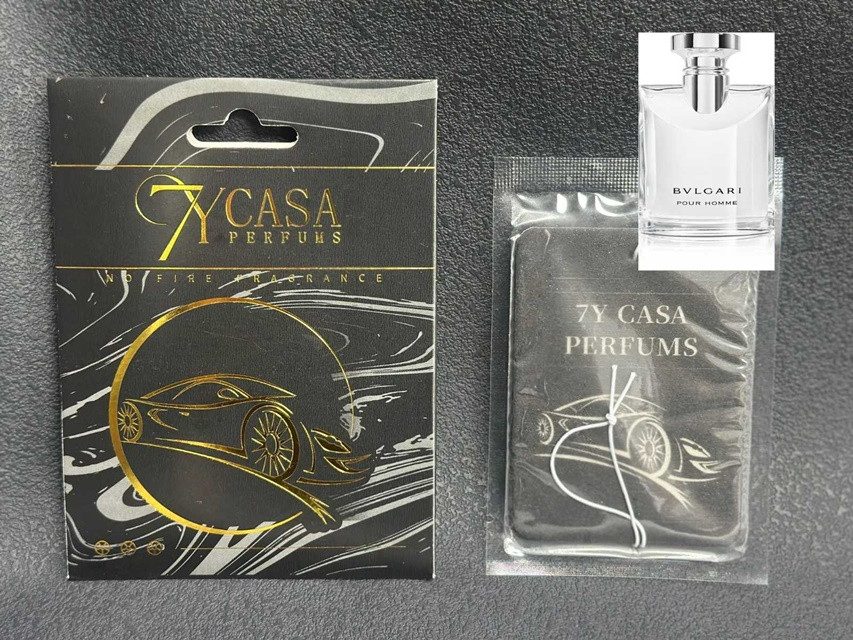 7YCASA
PERFUMS
NO FIRE FRAGRANCE
BVLGARI
POUR HOMME
7Y CASA
PERFUMS